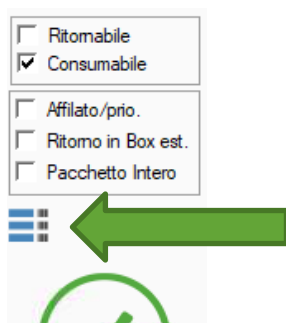 Ritornabile
Consumabile
Affilato/prio.
Ritorno in Box est.
Pacchetto Intero